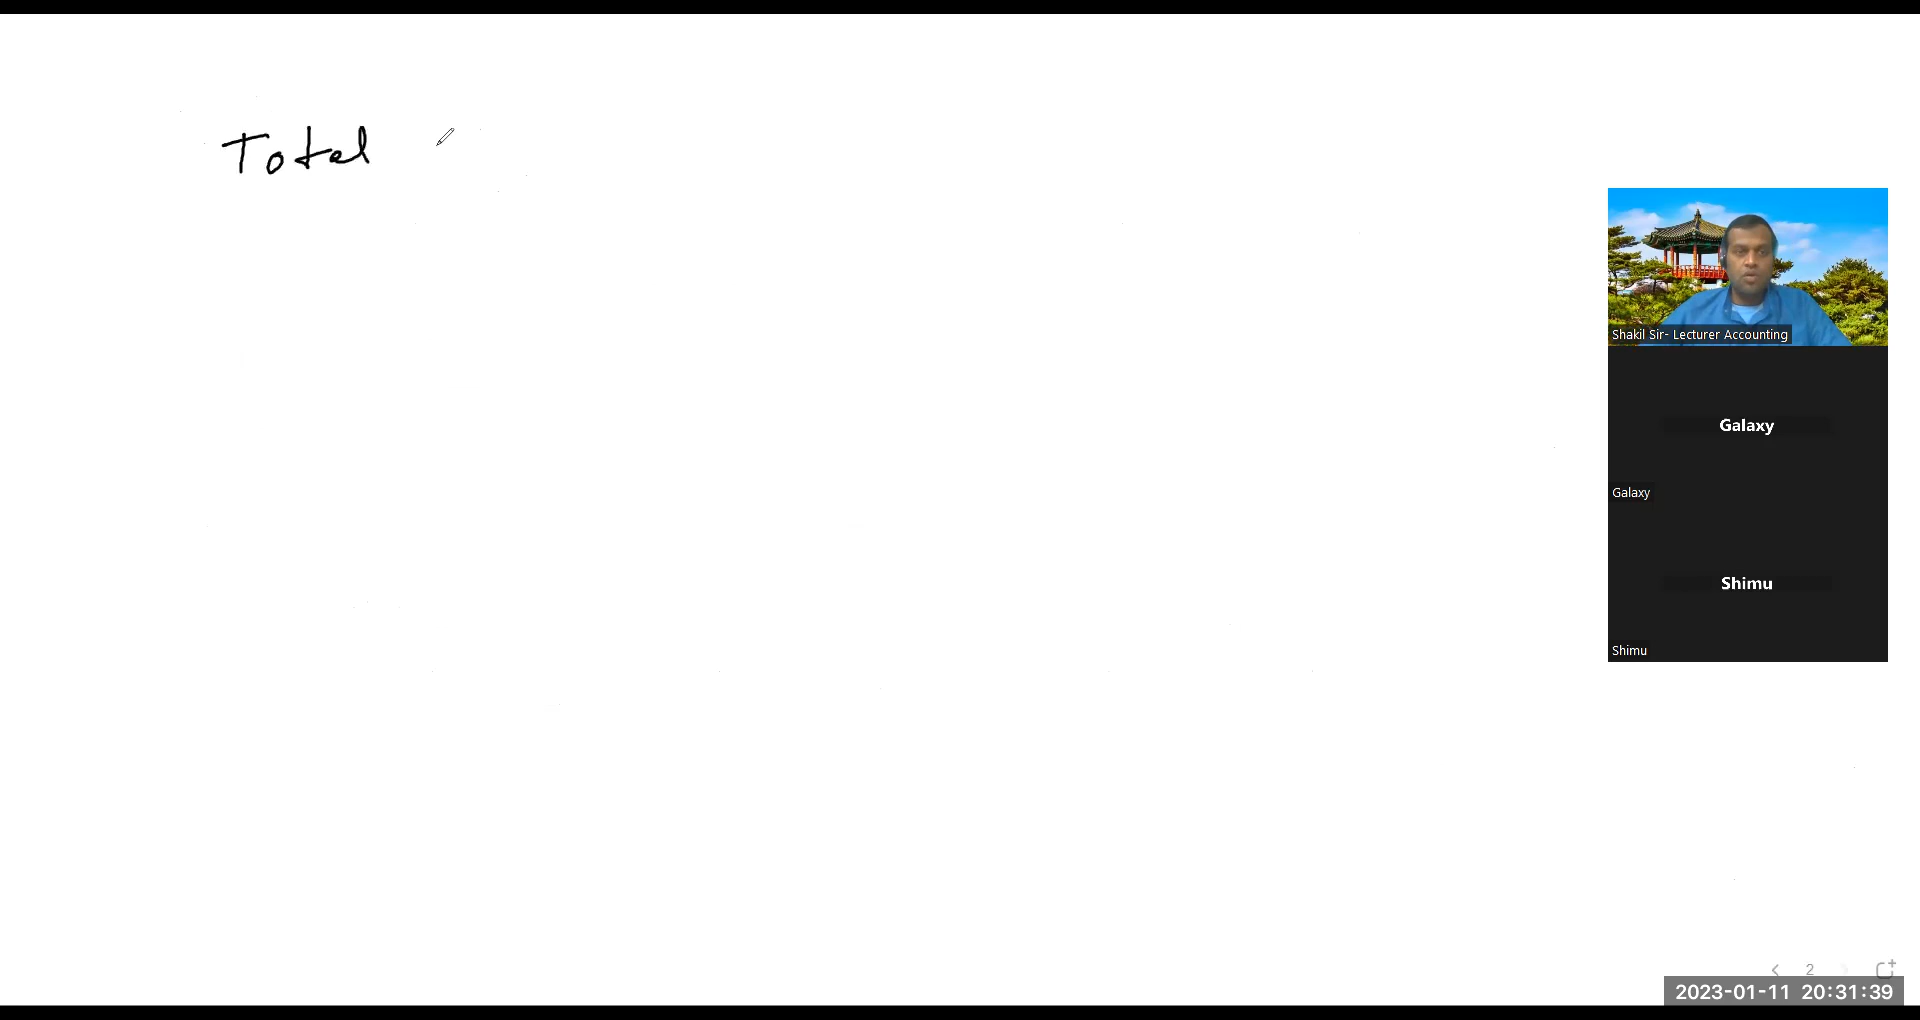 Total
Shakil Sir- Lecturer Accounting
Galaxy
Galaxy
Shimu
Shimu
2
2023-01-11 20:31:39